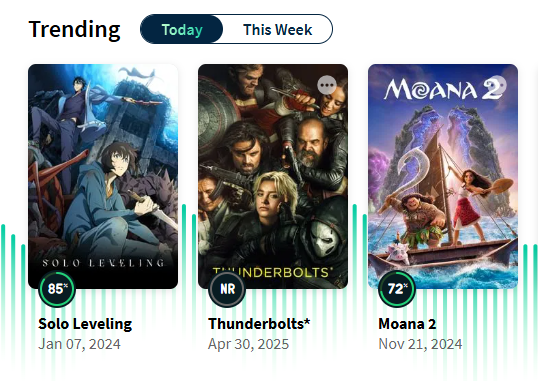 Trending
Today
This Week
SOLO LEVELING
THUNDERBOLTS*
MOANA 2
85%
NR
72%
Solo Leveling
Thunderbolts*
Moana 2
Jan 07, 2024
Apr 30, 2025
Nov 21, 2024